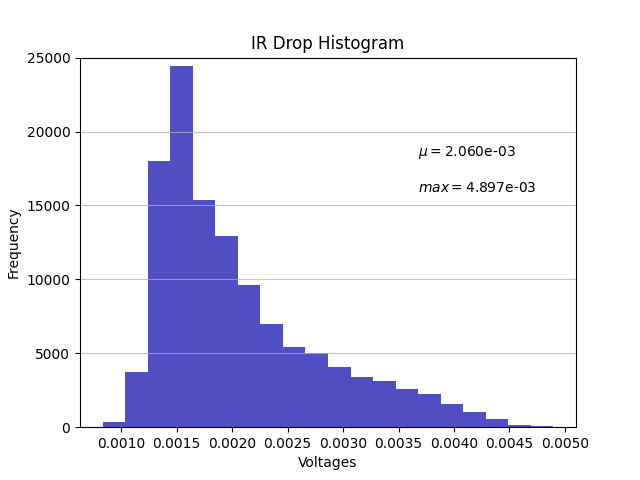 IR Drop Histogram
25000
20000
15000
10000
5000
0
Frequency
μ = 2.060e-03
max = 4.897e-03
0.0010 0.0015 0.0020 0.0025 0.0030 0.0035 0.0040 0.0045 0.0050
Voltages